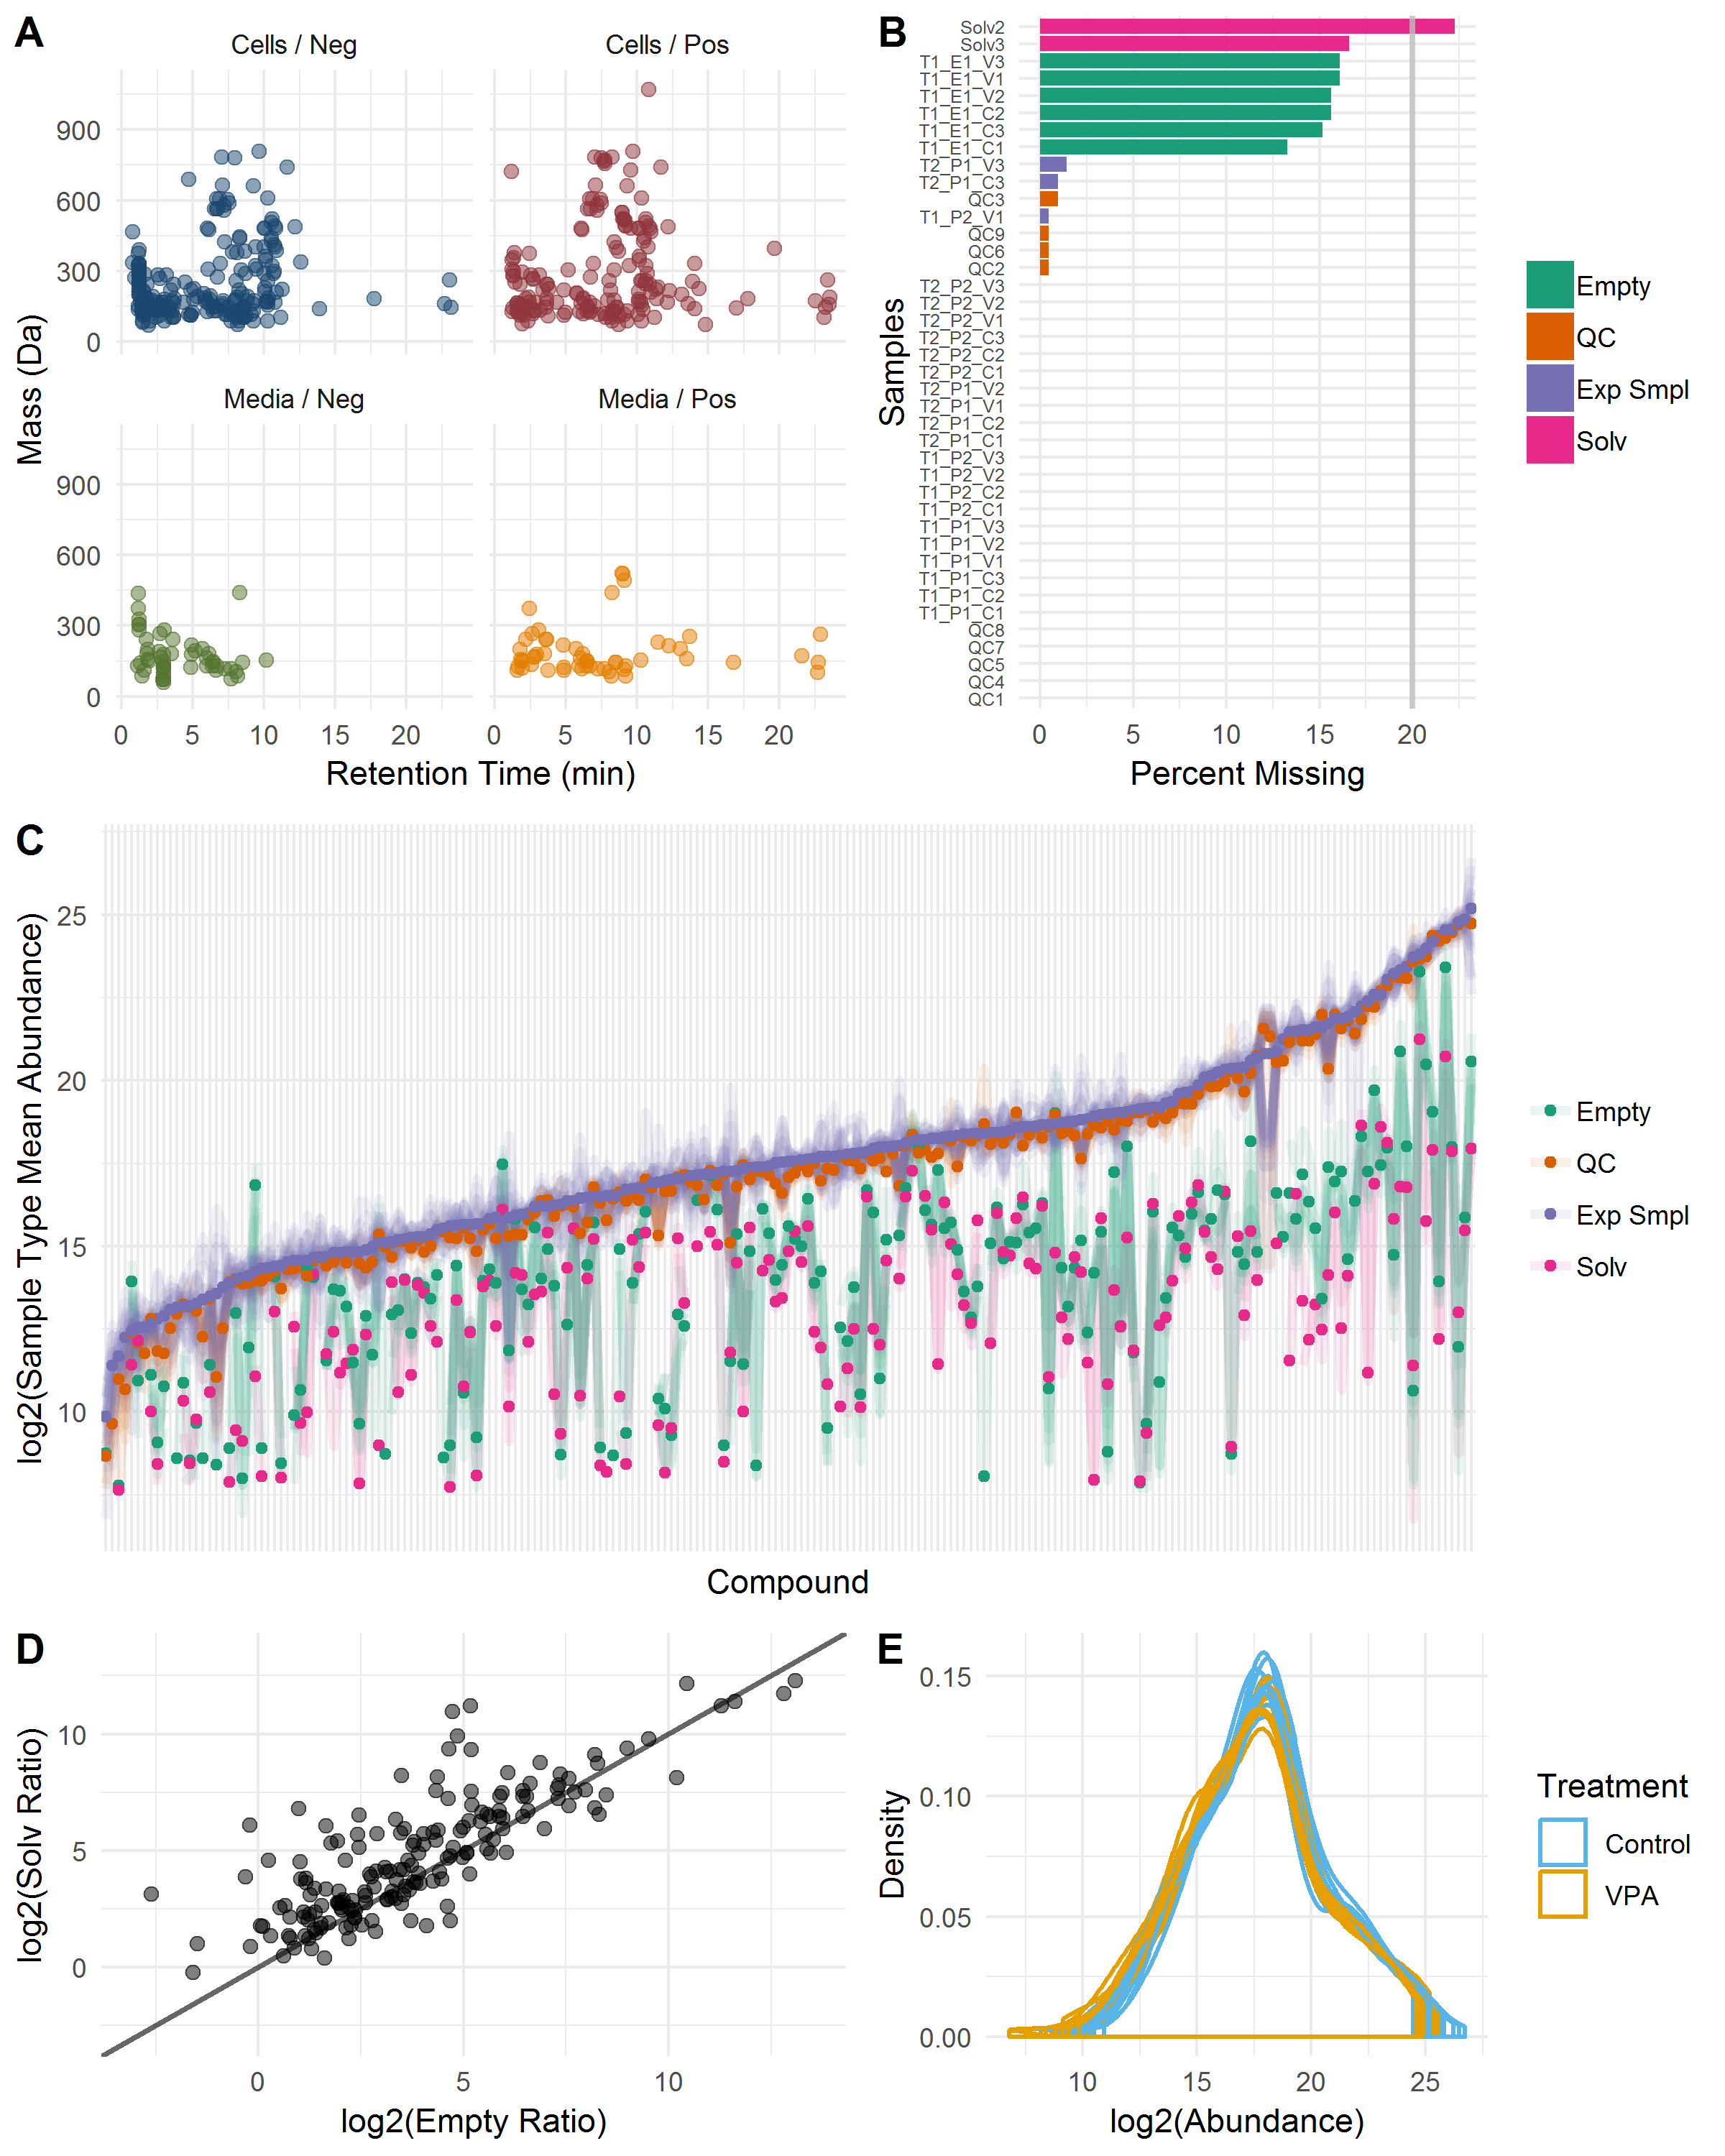 A
Cells / Neg
Cells / Pos
900
600
300
0
Media / Neg
Media / Pos
900
600
300
0
0 5 10 15 20
0 5 10 15 20
Mass (Da)
Retention Time (min)
B
Solv2
Solv3
T1_E1_V3
T1_E1_V1
T1_E1_V2
T1_E1_C2
T1_E1_C3
T1_E1_C1
T2_P1_V3
T2_P1_C3
QC3
T1_P2_V1
QC9
QC6
QC2
T2_P2_V3
T2_P2_V2
T2_P2_V1
T2_P2_C3
T2_P2_C2
T2_P2_C1
T2_P1_V2
T2_P1_V1
T2_P1_C2
T2_P1_C1
T1_P2_V3
T1_P2_V2
T1_P2_C2
T1_P2_C1
T1_P1_V3
T1_P1_V2
T1_P1_V1
T1_P1_C3
T1_P1_C2
T1_P1_C1
QC8
QC7
QC5
QC4
QC1
0 5 10 15 20
Samples
Percent Missing
Empty
QC
Exp Smpl
Solv
C
25
20
15
10
log2(Sample Type Mean Abundance)
Compound
Empty
QC
Exp Smpl
Solv
D
10
5
0
0 5 10
log2(Solv Ratio)
log2(Empty Ratio)
E
0.15
0.10
0.05
0.00
10 15 20 25
Density
log2(Abundance)
Treatment
Control
VPA